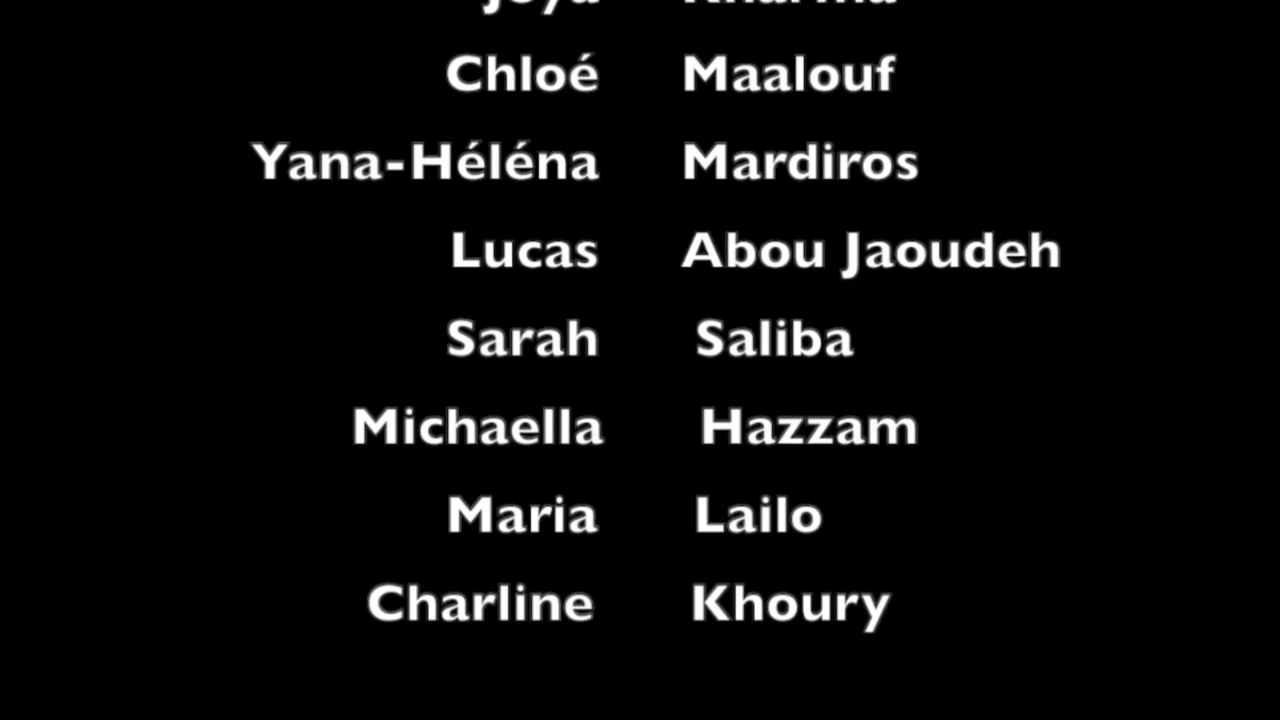 Chloé Maalouf
Yana-Héléna Mardiros
Lucas Abou Jaoudeh
Sarah Saliba
Michaella Hazzam
Maria Lailo
Charline Khoury